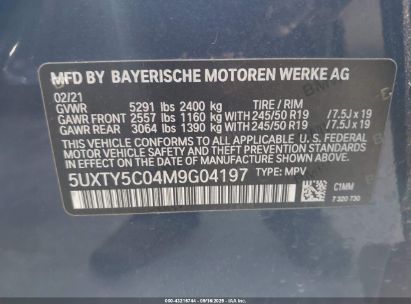 MFD BY BAYERISCHE MOTOREN WERKE AG
02/21
GVWR 5291 lbs 2400 kg TIRE / RIM
GAWR FRONT 2557 lbs 1160 kg WITH 245/50 R19 /7.5J x 19
GAWR REAR 3064 lbs 1390 kg WITH 245/50 R19 /7.5J x 19
THIS VEHICLE CONFORMS TO ALL APPLICABLE U. S. FEDERAL
MOTOR VEHICLE SAFETY, BUMPER AND THEFT PREVENTION
STANDARDS IN EFFECT ON THE DATE OF MANUFACTURE SHOWN ABOVE.
5UXTY5C04M9G04197 TYPE: MPV
C1MM
7 320 730